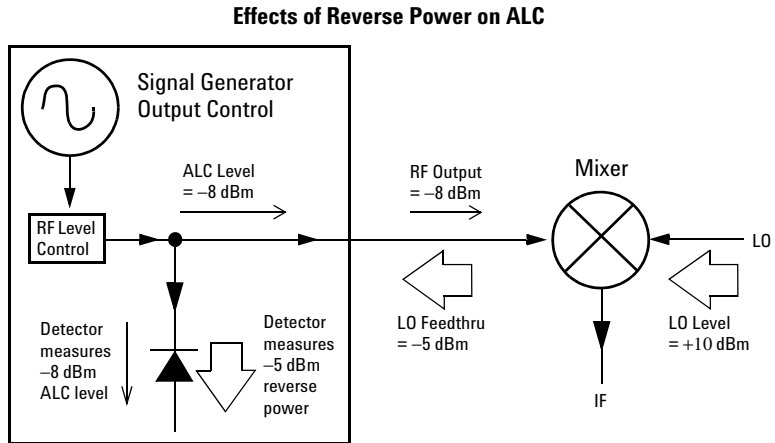 Effects of Reverse Power on ALC
Signal Generator
Output Control
ALC Level
= −8 dBm
RF Output
= −8 dBm
Mixer
RF Level
Control
LO
LO Feedthru
= −5 dBm
LO Level
= +10 dBm
Detector
measures
−8 dBm
ALC level
Detector
measures
−5 dBm
reverse
power
IF